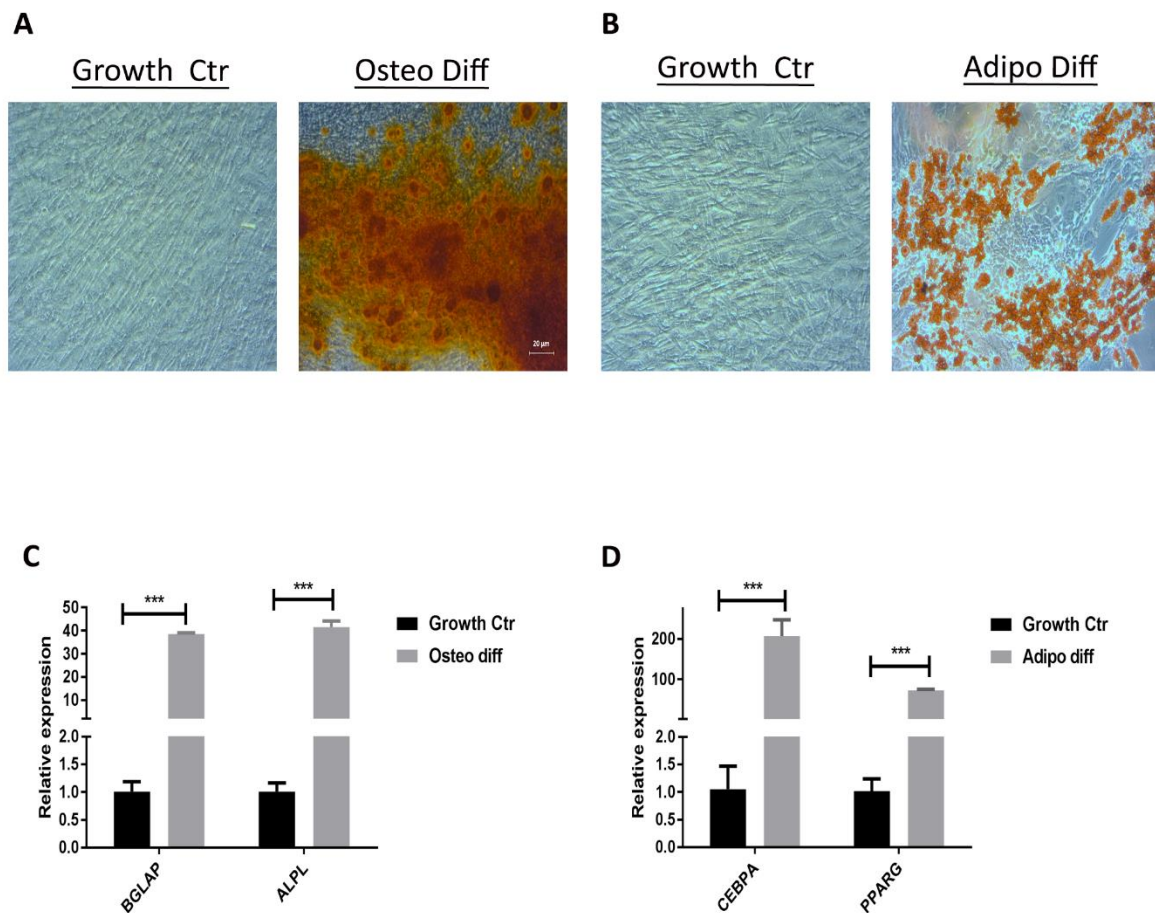 A
B
Growth Ctr
Osteo Diff
Growth Ctr
Adipo Diff
20 µm
C
D
***
***
50
40
30
20
10
2.0
1.5
1.0
0.5
0.0
Relative expression
BGLAP
ALPL
Growth Ctr
Osteo diff
***
***
200
100
2.0
1.5
1.0
0.5
0.0
Relative expression
CEBPA
PPARG
Growth Ctr
Adipo diff